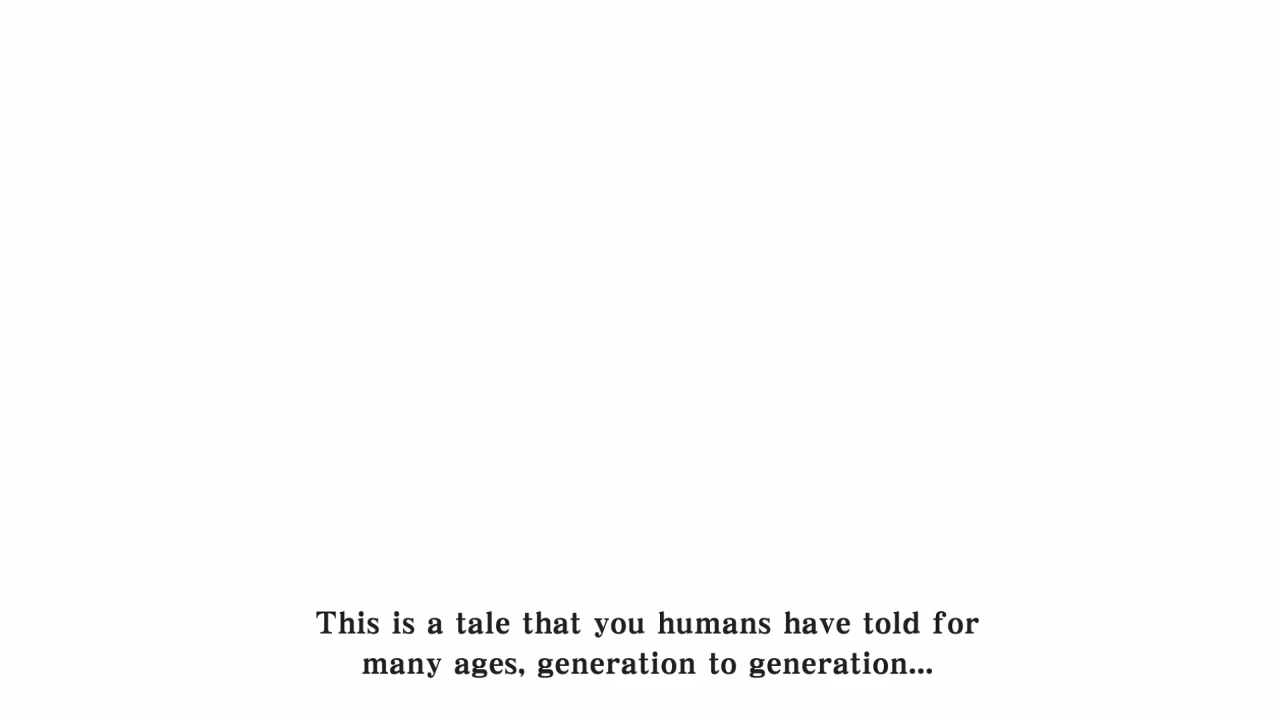 This is a tale that you humans have told for
many ages, generation to generation...